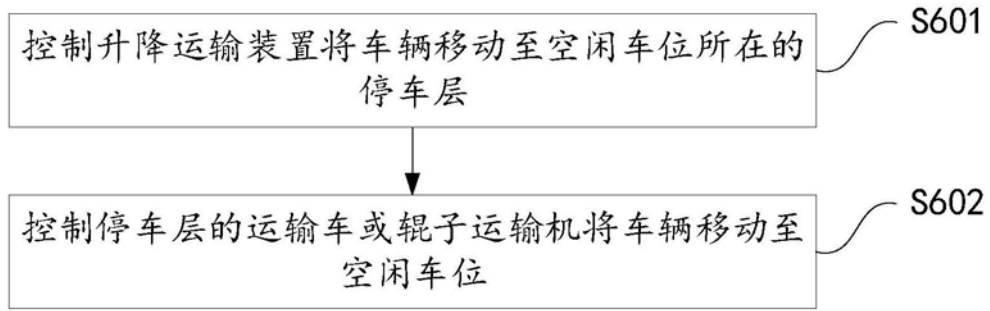 控制升降运输装置将车辆移动至空闲车位所在的
停车层
S601
控制停车层的运输车或辊子运输机将车辆移动至
空闲车位
S602